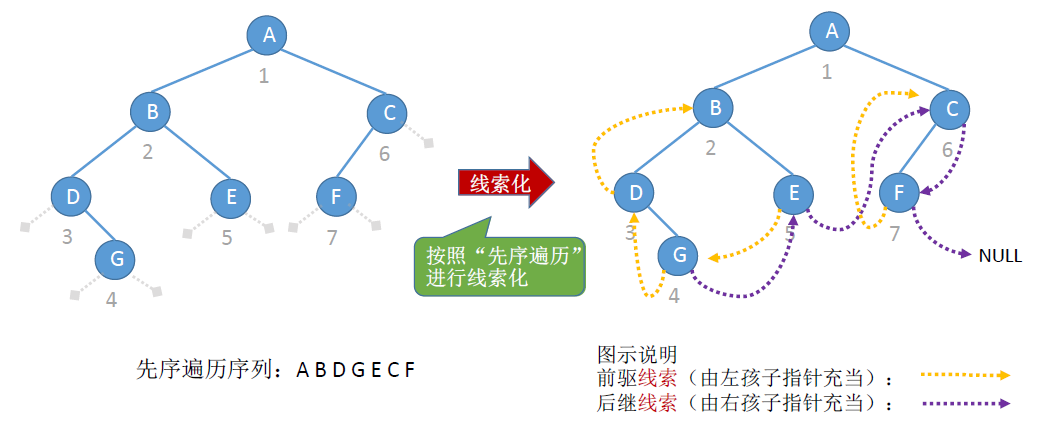 A
1
B
2
C
6
D
3
E
5
F
7
G
4
线索化
按照“先序遍历”
进行线索化
A
1
B
2
C
6
D
3
E
5
F
7
G
4
NULL
先序遍历序列：A B D G E C F
图示说明
前驱线索（由左孩子指针充当）：
后继线索（由右孩子指针充当）：